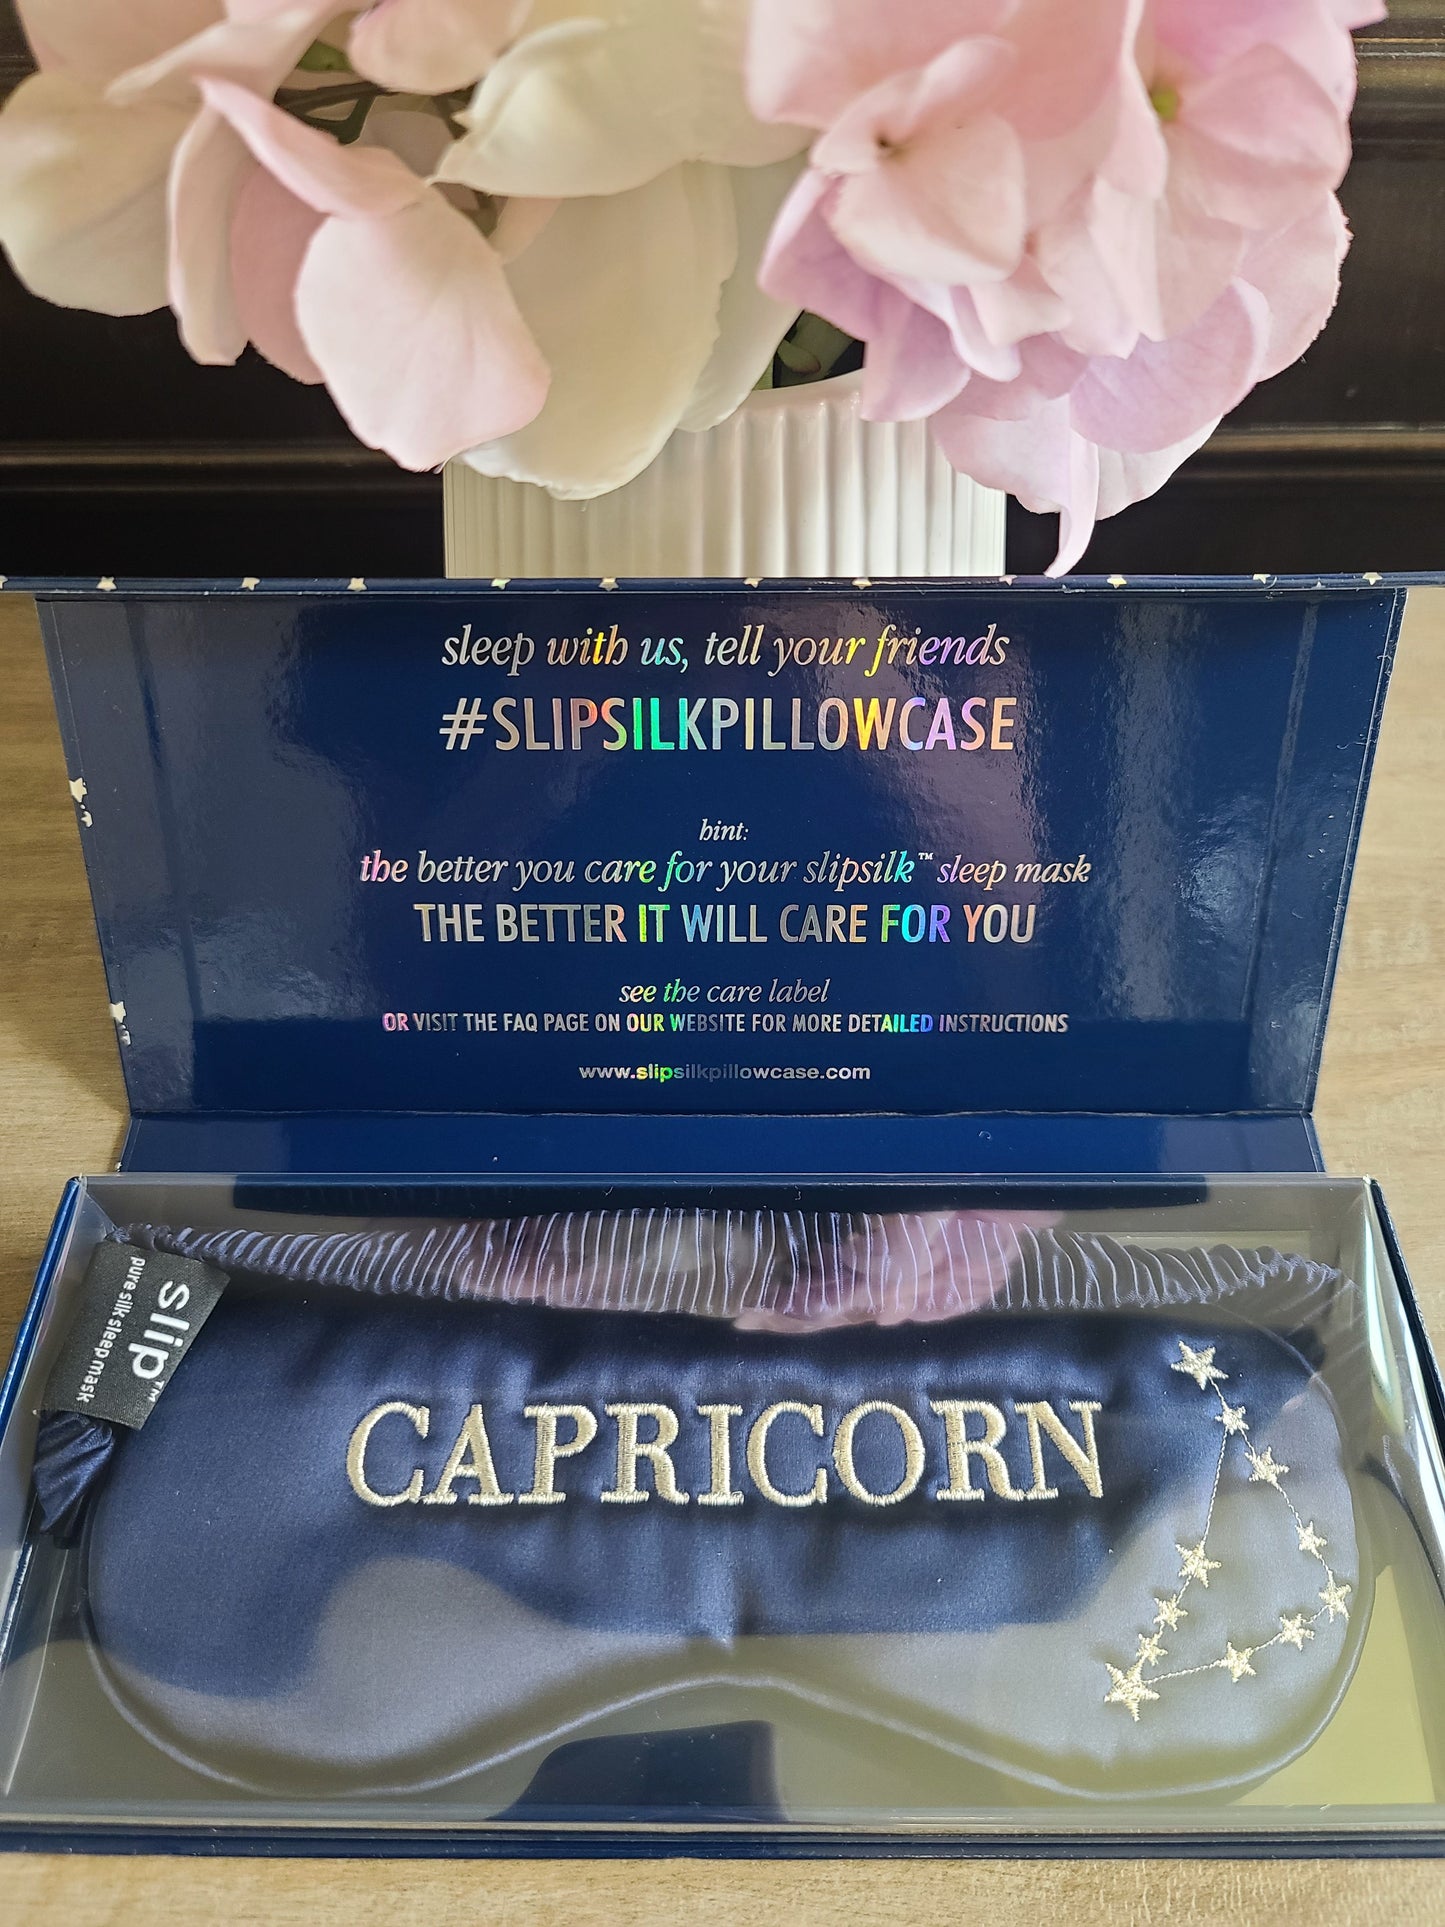 sleep with us, tell your friends
#SLIPSILKPILLOWCASE
hint:
the better you care for your slipsilk™ sleep mask
THE BETTER IT WILL CARE FOR YOU
see the care label
OR VISIT THE FAQ PAGE ON OUR WEBSITE FOR MORE DETAILED INSTRUCTIONS
www.slipsilkpillowcase.com
slip™
pure silk sleep mask
CAPRICORN